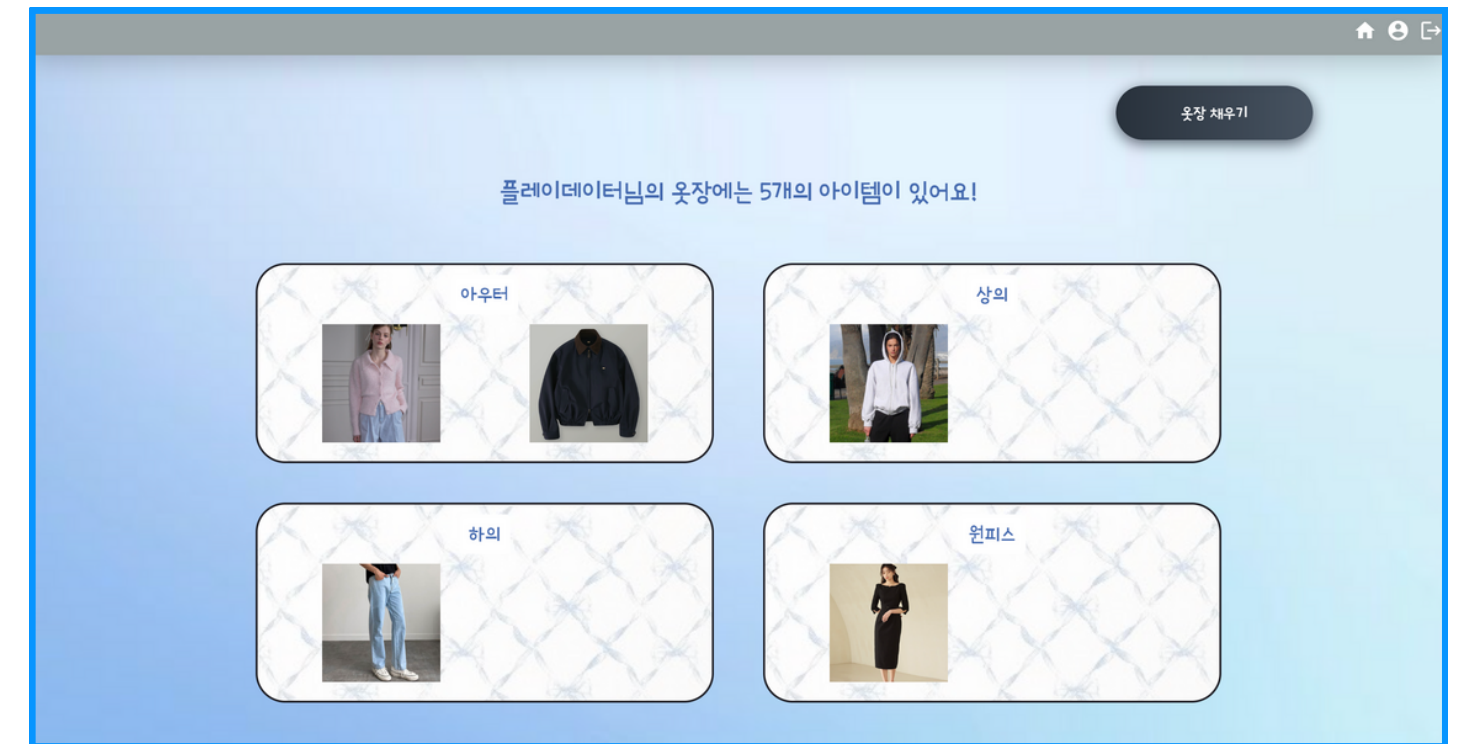 옷장 채우기
플레이데이터님의 옷장에는 5개의 아이템이 있어요!
아우터
상의
하의
원피스